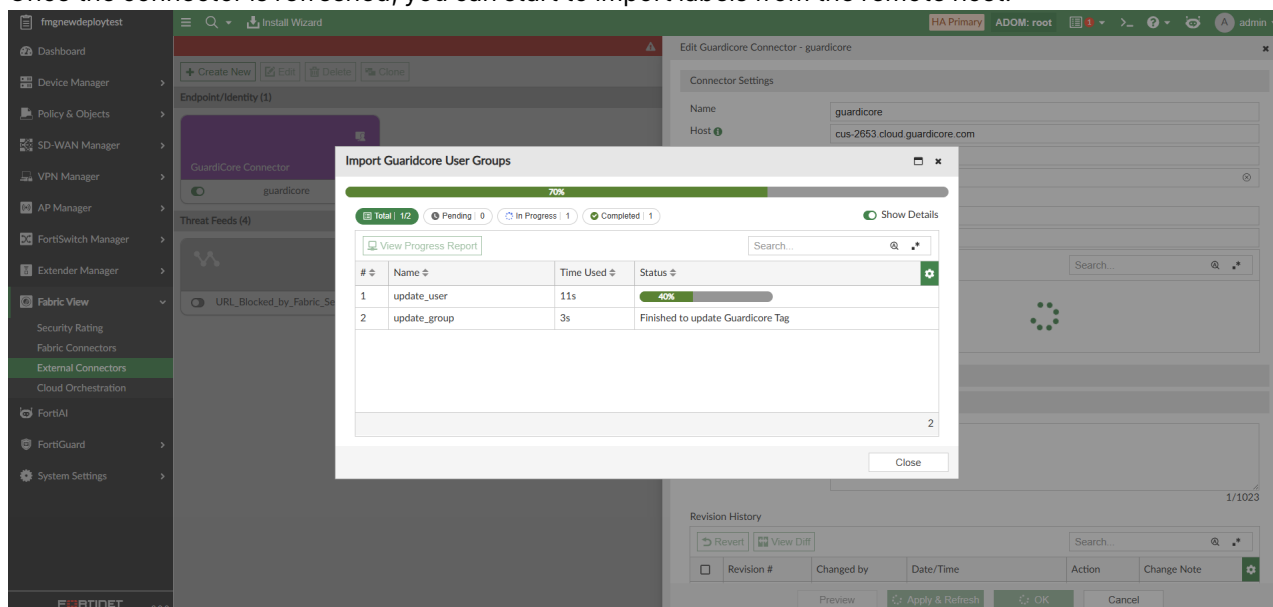 Once the connector is refreshed, you can start to import labels from the remote host.
fmgnewdeploytest
Install Wizard
HA Primary
ADOM: root
1
A admin
Dashboard
Device Manager
Policy & Objects
SD-WAN Manager
VPN Manager
AP Manager
FortiSwitch Manager
Extender Manager
Fabric View
Security Rating
Fabric Connectors
External Connectors
Cloud Orchestration
FortiAI
FortiGuard
System Settings
+ Create New Edit Delete Clone
Endpoint/Identity (1)
GuardiCore Connector
guardicore
Threat Feeds (4)
URL_Blocked_by_Fabric_Se
Edit Guardicore Connector - guardicore
Connector Settings
Name guardicore
Host cus-2653.cloud.guardicore.com
Search...
Import Guaridcore User Groups
70%
Total | 1/2 Pending | 0 In Progress | 1 Completed | 1 Show Details
View Progress Report Search...
# Name Time Used Status
1 update_user 11s 40%
2 update_group 3s Finished to update Guardicore Tag
2
Close
1/1023
Revision History
Revert View Diff Search...
Revision # Changed by Date/Time Action Change Note
Preview Apply & Refresh OK Cancel